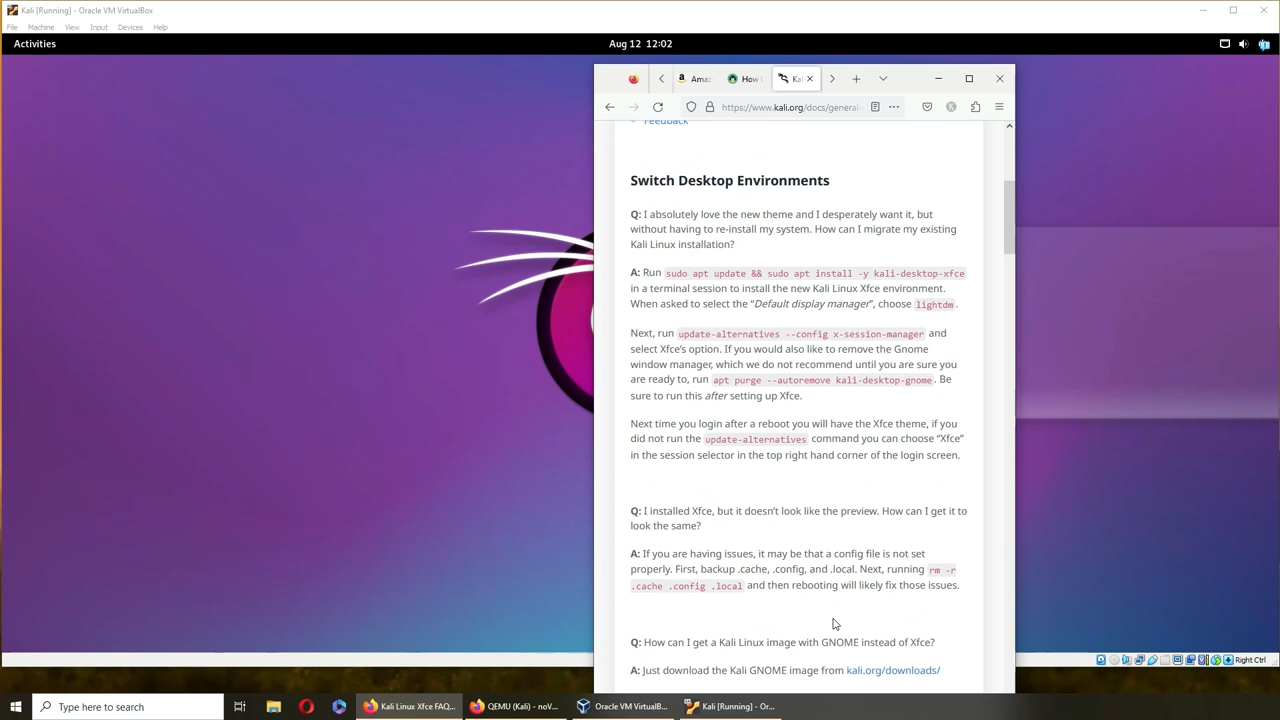 Kali [Running] - Oracle VM VirtualBox
File Machine View Input Devices Help
Activities
Aug 12 12:02
Ama
How t
Kali
https://www.kali.org/docs/general-
Feedback
Switch Desktop Environments
Q: I absolutely love the new theme and I desperately want it, but
without having to re-install my system. How can I migrate my existing
Kali Linux installation?
A: Run sudo apt update && sudo apt install -y kali-desktop-xfce
in a terminal session to install the new Kali Linux Xfce environment.
When asked to select the “Default display manager”, choose lightdm.
Next, run update-alternatives --config x-session-manager and
select Xfce’s option. If you would also like to remove the Gnome
window manager, which we do not recommend until you are sure you
are ready to, run apt purge --autoremove kali-desktop-gnome. Be
sure to run this after setting up Xfce.
Next time you login after a reboot you will have the Xfce theme, if you
did not run the update-alternatives command you can choose “Xfce”
in the session selector in the top right hand corner of the login screen.
Q: I installed Xfce, but it doesn’t look like the preview. How can I get it to
look the same?
A: If you are having issues, it may be that a config file is not set
properly. First, backup .cache, .config, and .local. Next, running rm -r
.cache .config .local and then rebooting will likely fix those issues.
Q: How can I get a Kali Linux image with GNOME instead of Xfce?
A: Just download the Kali GNOME image from kali.org/downloads/
Right Ctrl
Type here to search
Kali Linux Xfce FAQ...
QEMU (Kali) - noV...
Oracle VM VirtualB...
Kali [Running] - Or...